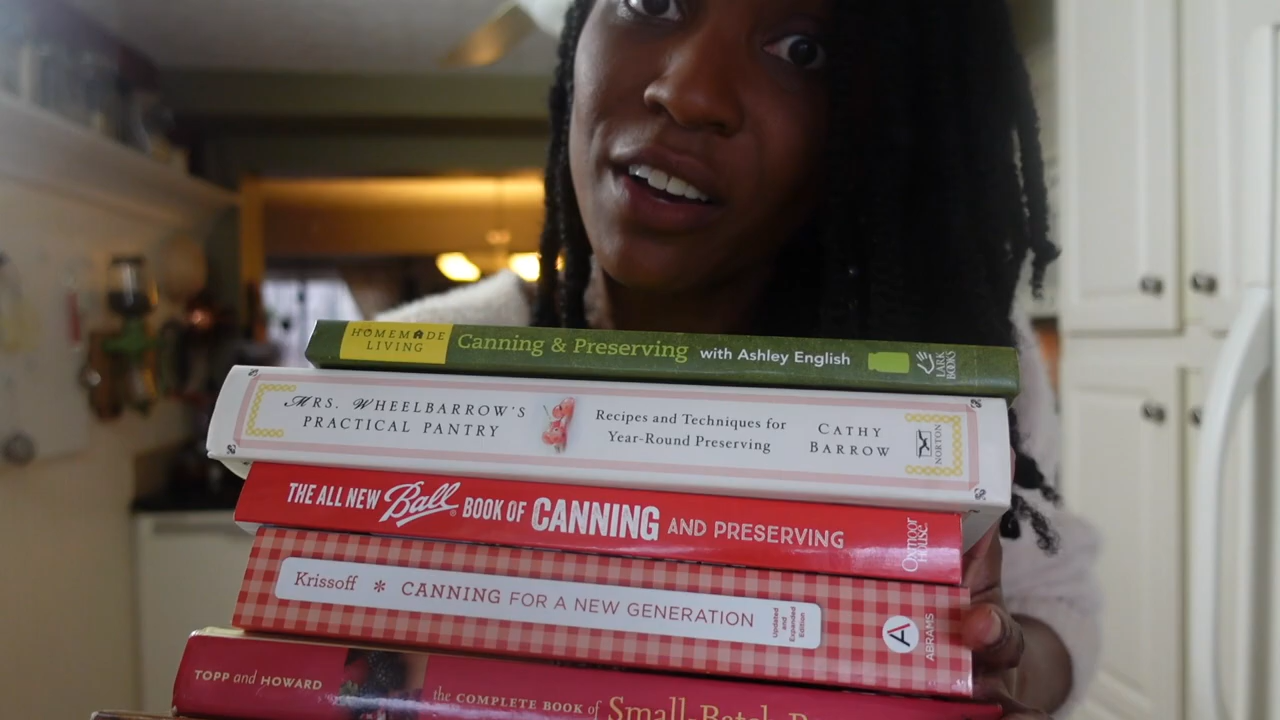 HOMEMADE
LIVING
Canning & Preserving with Ashley English
LARK
BOOKS
MRS. WHEELBARROW'S
PRACTICAL PANTRY
Recipes and Techniques for
Year-Round Preserving
CATHY
BARROW
NORTON
THE ALL NEW Ball® BOOK OF CANNING AND PRESERVING
Oxmoor
HOUSE.
Krissoff * CANNING FOR A NEW GENERATION
Updated
and
Expanded
Edition
A
ABRAMS
TOPP and HOWARD
the COMPLETE BOOK of Small-Batch